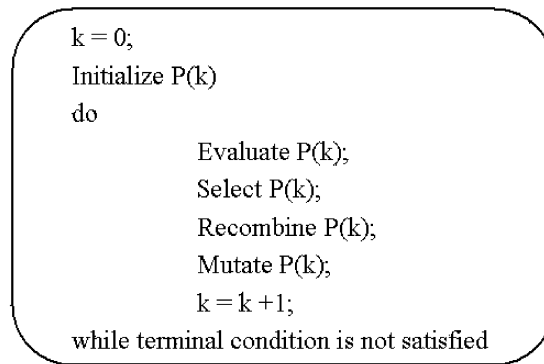 k = 0;
Initialize P(k)
do
Evaluate P(k);
Select P(k);
Recombine P(k);
Mutate P(k);
k = k +1;
while terminal condition is not satisfied